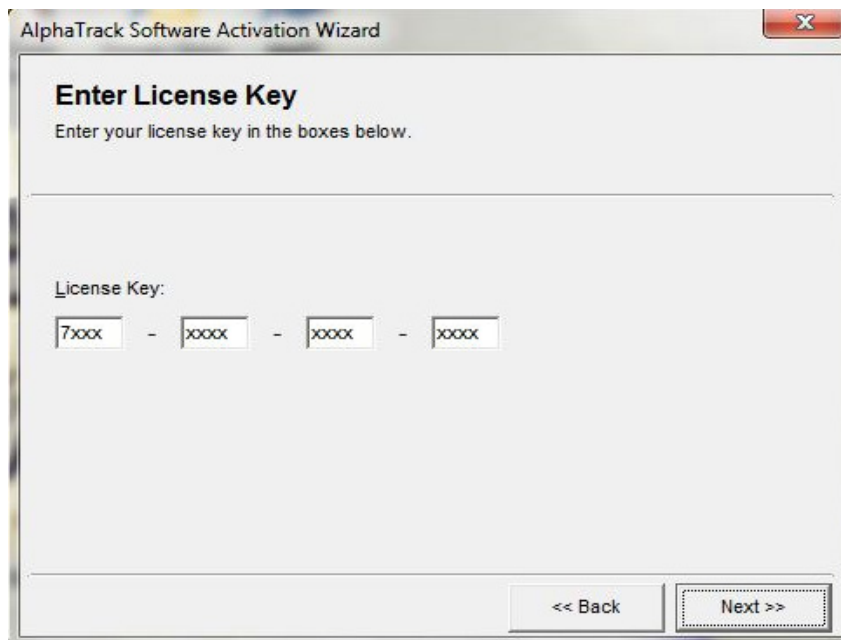 AlphaTrack Software Activation Wizard
Enter License Key
Enter your license key in the boxes below.
License Key:
7xxx - xxxx - xxxx - xxxx
<< Back Next >>